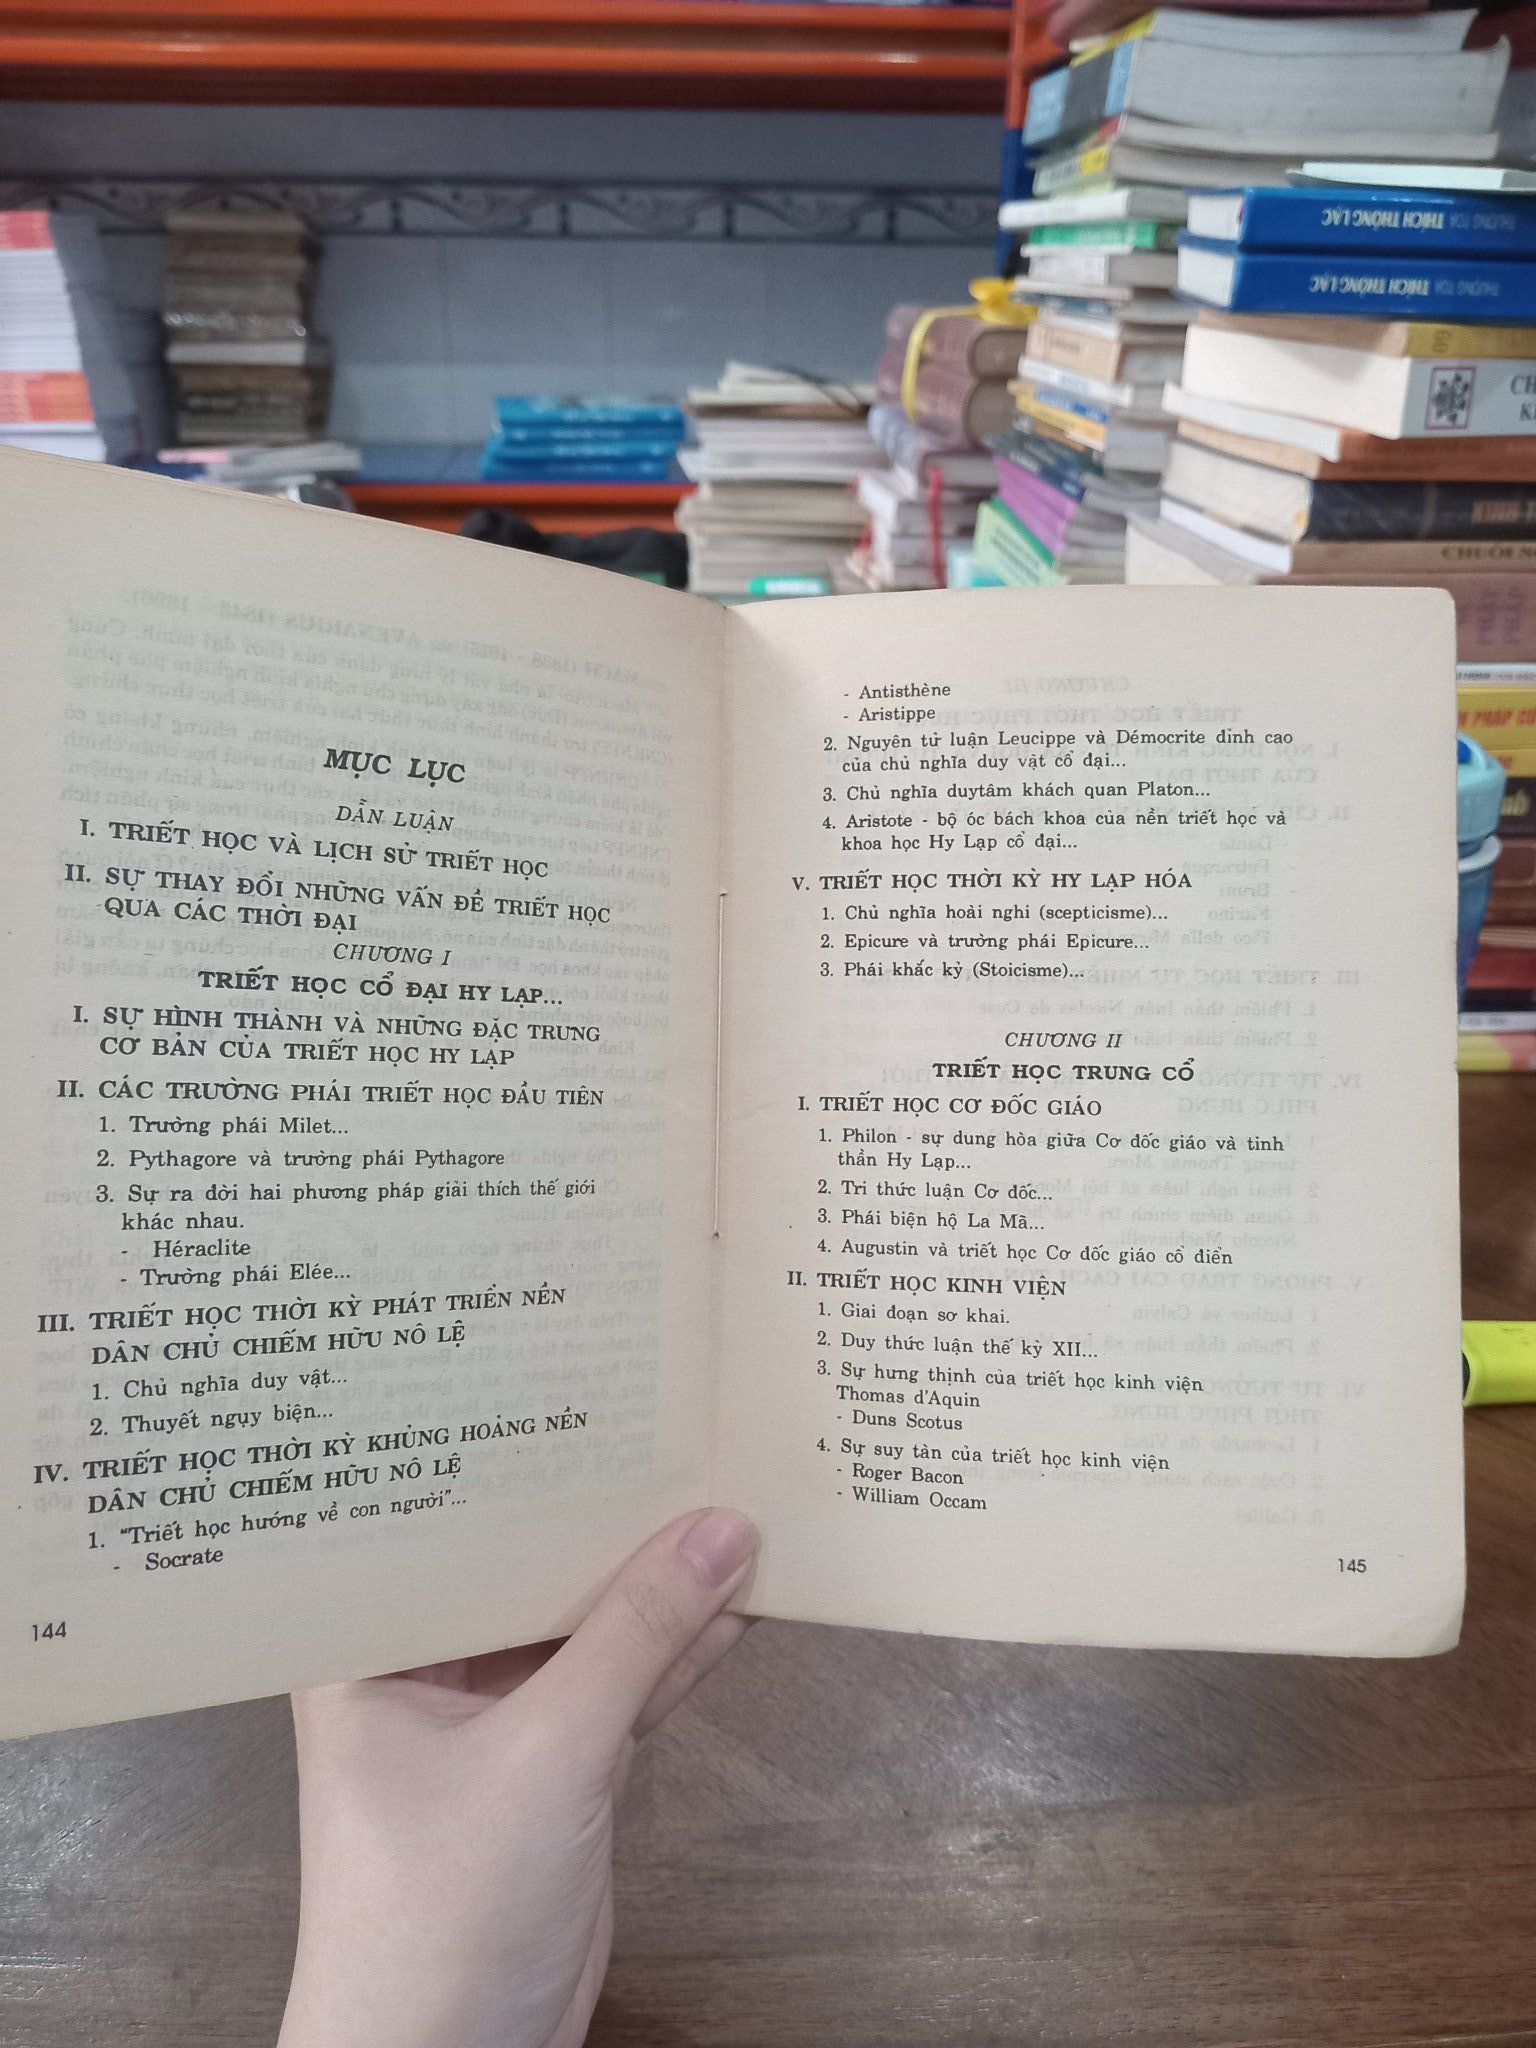 THƯỢNG TỌA THÍCH THÔNG LẠC
THƯỢNG TỌA THÍCH THÔNG LẠC
MỤC LỤC
DẪN LUẬN
I. TRIẾT HỌC VÀ LỊCH SỬ TRIẾT HỌC
II. SỰ THAY ĐỔI NHỮNG VẤN ĐỀ TRIẾT HỌC
QUA CÁC THỜI ĐẠI
CHƯƠNG I
TRIẾT HỌC CỔ ĐẠI HY LẠP...
I. SỰ HÌNH THÀNH VÀ NHỮNG ĐẶC TRƯNG
CƠ BẢN CỦA TRIẾT HỌC HY LẠP
II. CÁC TRƯỜNG PHÁI TRIẾT HỌC ĐẦU TIÊN
1. Trường phái Milet...
2. Pythagore và trường phái Pythagore
3. Sự ra đời hai phương pháp giải thích thế giới
khác nhau.
- Héraclite
- Trường phái Elée...
III. TRIẾT HỌC THỜI KỲ PHÁT TRIỂN NỀN
DÂN CHỦ CHIẾM HỮU NÔ LỆ
1. Chủ nghĩa duy vật...
2. Thuyết ngụy biện...
IV. TRIẾT HỌC THỜI KỲ KHỦNG HOẢNG NỀN
DÂN CHỦ CHIẾM HỮU NÔ LỆ
1. "Triết học hướng về con người"...
- Socrate
144
- Antisthène
- Aristippe
2. Nguyên tử luận Leucippe và Démocrite đỉnh cao
của chủ nghĩa duy vật cổ đại...
3. Chủ nghĩa duytâm khách quan Platon...
4. Aristote - bộ óc bách khoa của nền triết học và
khoa học Hy Lạp cổ đại...
V. TRIẾT HỌC THỜI KỲ HY LẠP HÓA
1. Chủ nghĩa hoài nghi (scepticisme)...
2. Epicure và trường phái Epicure...
3. Phái khắc kỷ (Stoicisme)...
CHƯƠNG II
TRIẾT HỌC TRUNG CỔ
I. TRIẾT HỌC CƠ ĐỐC GIÁO
1. Philon - sự dung hòa giữa Cơ đốc giáo và tinh
thần Hy Lạp...
2. Tri thức luận Cơ đốc...
3. Phái biện hộ La Mã...
4. Augustin và triết học Cơ đốc giáo cổ điển
II. TRIẾT HỌC KINH VIỆN
1. Giai đoạn sơ khai.
2. Duy thức luận thế kỷ XII...
3. Sự hưng thịnh của triết học kinh viện
Thomas d'Aquin
- Duns Scotus
4. Sự suy tàn của triết học kinh viện
- Roger Bacon
- William Occam
145